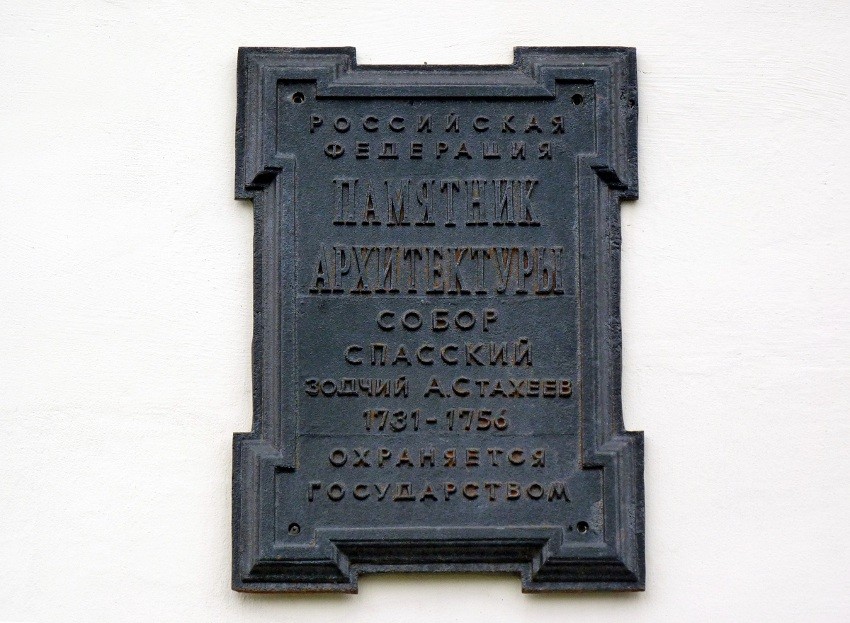 РОССИЙСКАЯ
ФЕДЕРАЦИЯ
ПАМЯТНИК
АРХИТЕКТУРЫ
СОБОР
СПАССКИЙ
ЗОДЧИЙ А.СТАХЕЕВ
1731-1756
ОХРАНЯЕТСЯ
ГОСУДАРСТВОМ